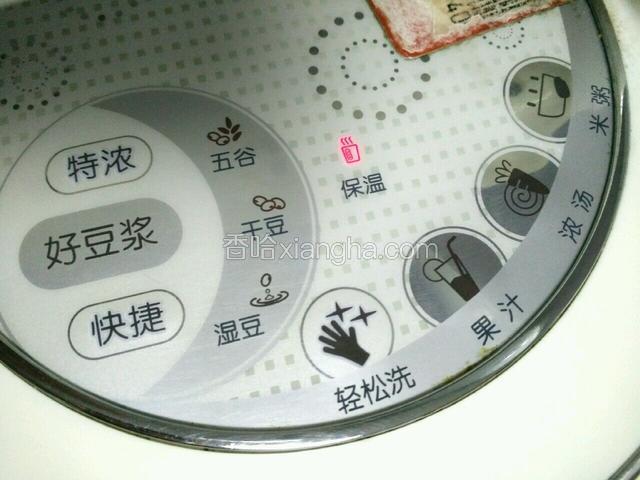 特浓
好豆浆
快捷
五谷
干豆
湿豆
保温
米粥
浓汤
果汁
轻松洗
香哈xiangha.com